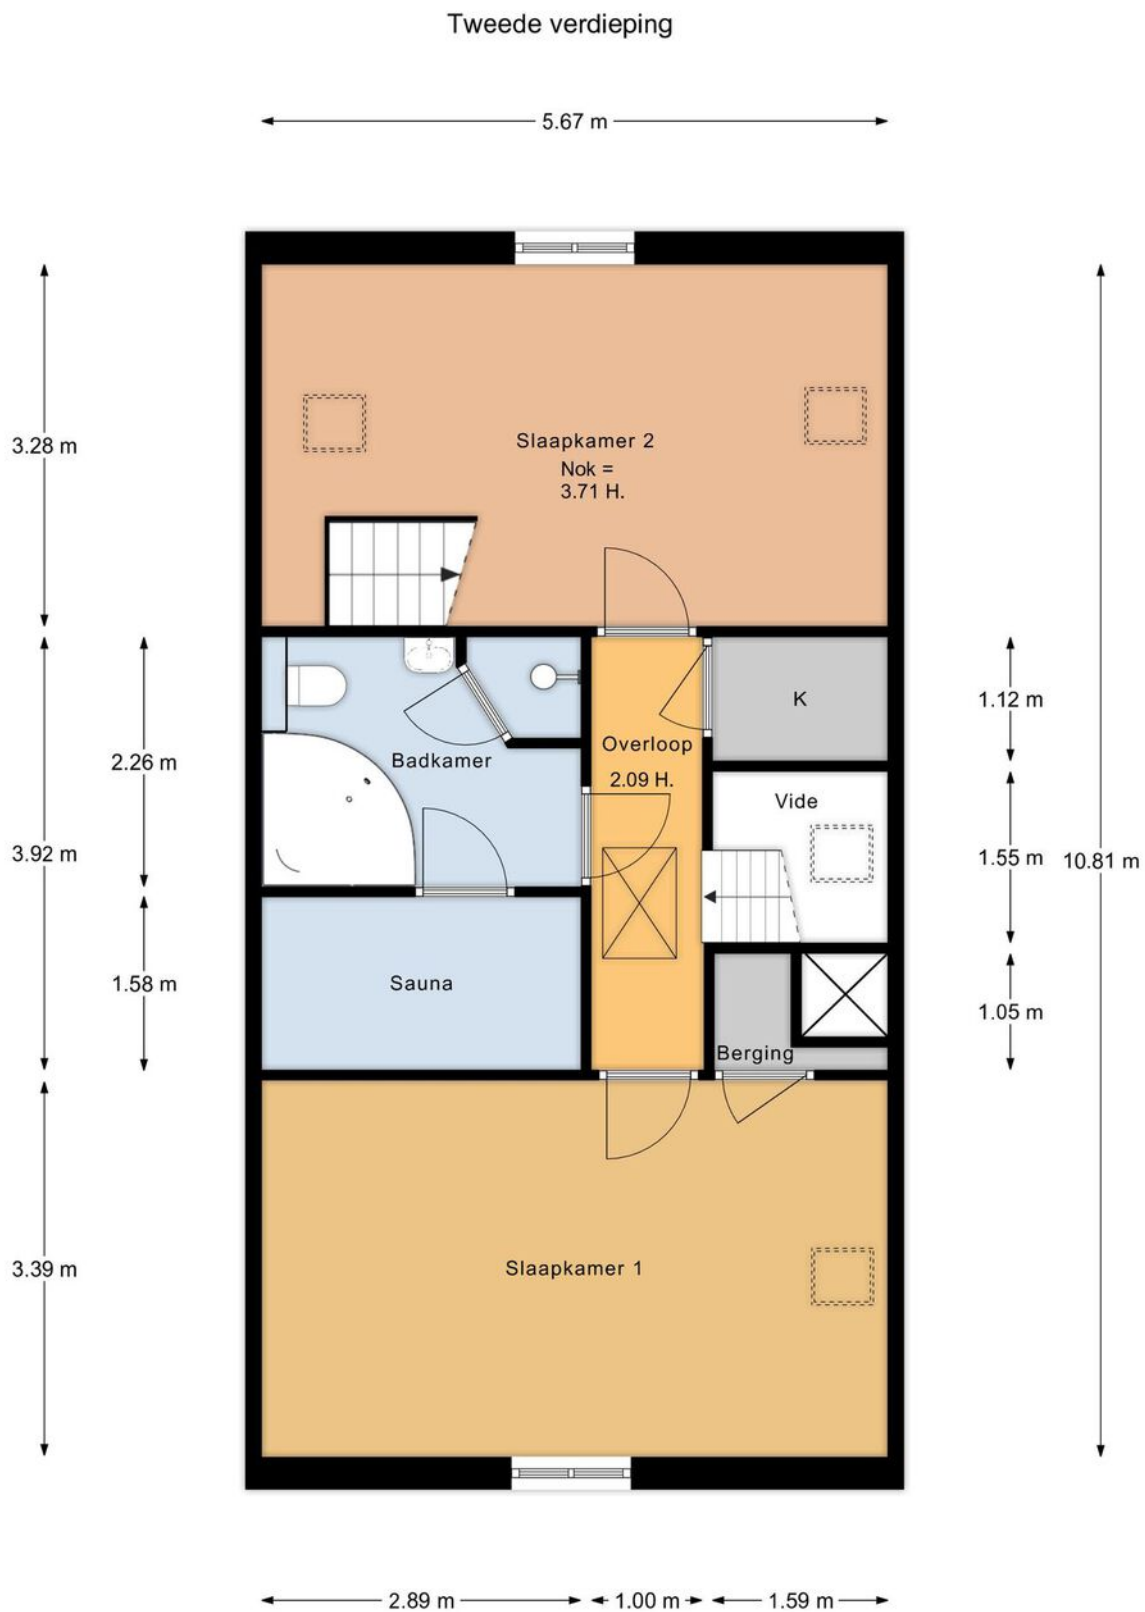 Tweede verdieping
5.67 m
3.28 m
Slaapkamer 2
Nok =
3.71 H.
K
1.12 m
Overloop
2.09 H.
Badkamer
2.26 m
Vide
3.92 m
1.55 m
10.81 m
Sauna
1.58 m
1.05 m
Berging
Slaapkamer 1
3.39 m
2.89 m
1.00 m
1.59 m